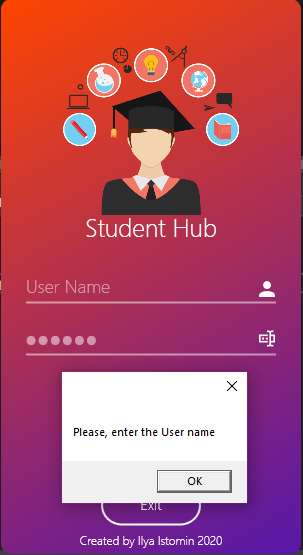 Student Hub
User Name
●●●●●●
Please, enter the User name
OK
Exit
Created by Ilya Istomin 2020